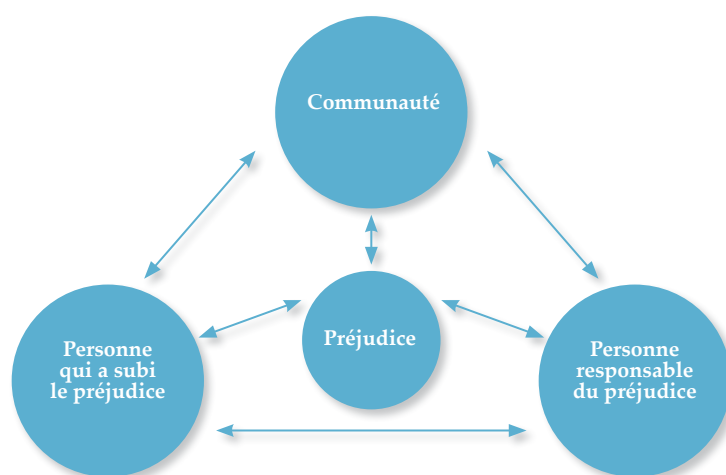 Communauté
Préjudice
Personne
qui a subi
le préjudice
Personne
responsable
du préjudice